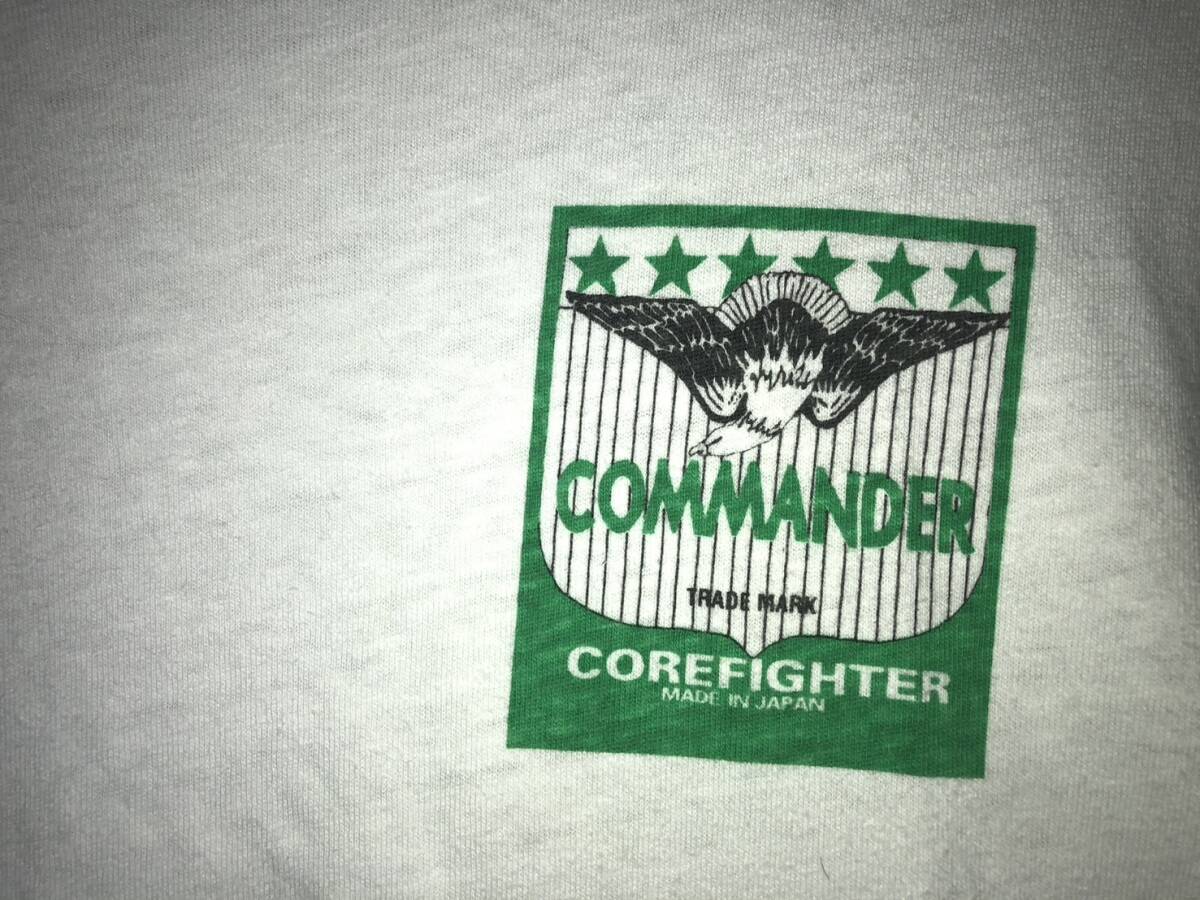 COMMANDER
TRADE MARK
COREFIGHTER
MADE IN JAPAN